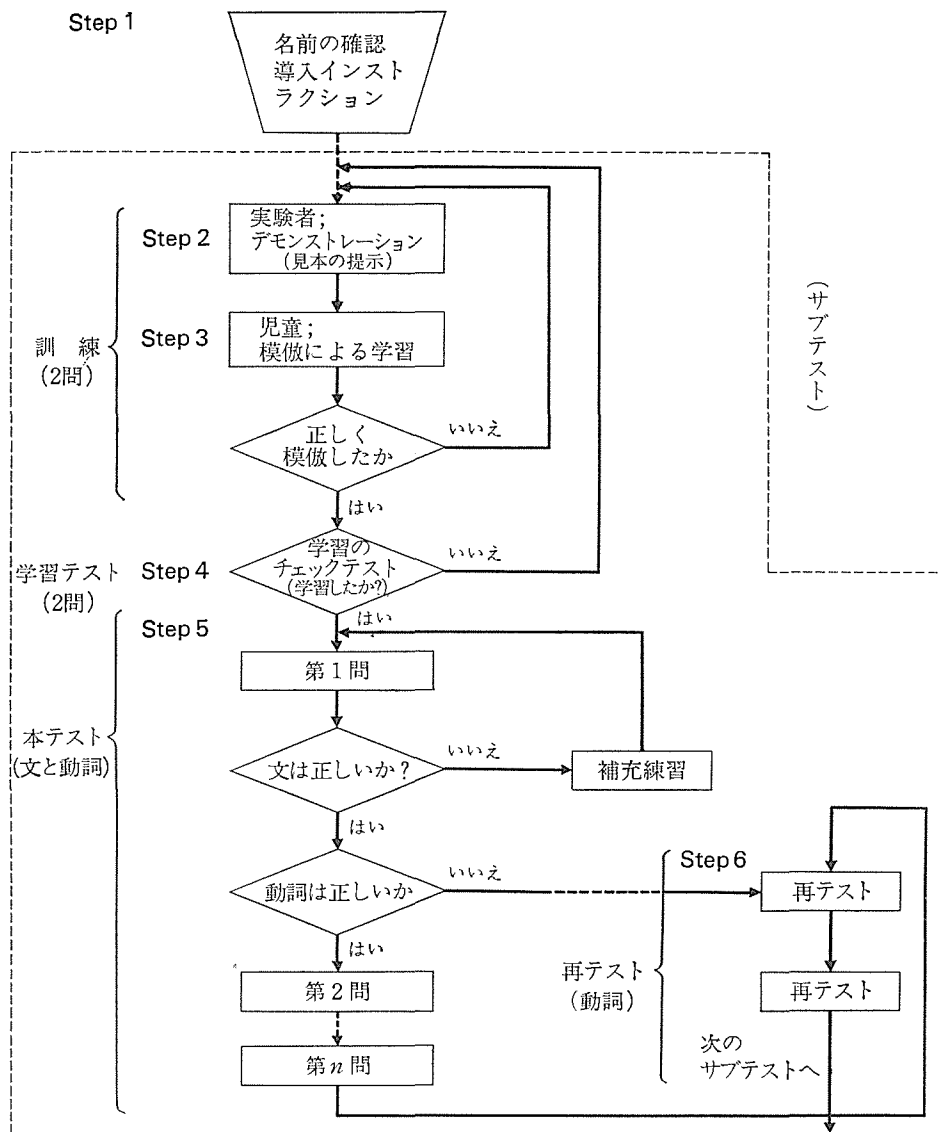 Step 1
名前の確認
導入インスト
ラクション
Step 2
実験者;
デモンストレーション
(見本の提示)
Step 3
児童;
模倣による学習
訓　練
(2問)
(サブテスト)
正しく
模倣したか
いいえ
はい
学習テスト
(2問)
Step 4
学習の
チェックテスト
(学習したか?)
いいえ
はい
Step 5
第1問
本テスト
(文と動詞)
文は正しいか?
いいえ
補充練習
はい
動詞は正しいか
いいえ
Step 6
再テスト
はい
再テスト
(動詞)
第2問
再テスト
第n問
次の
サブテストへ